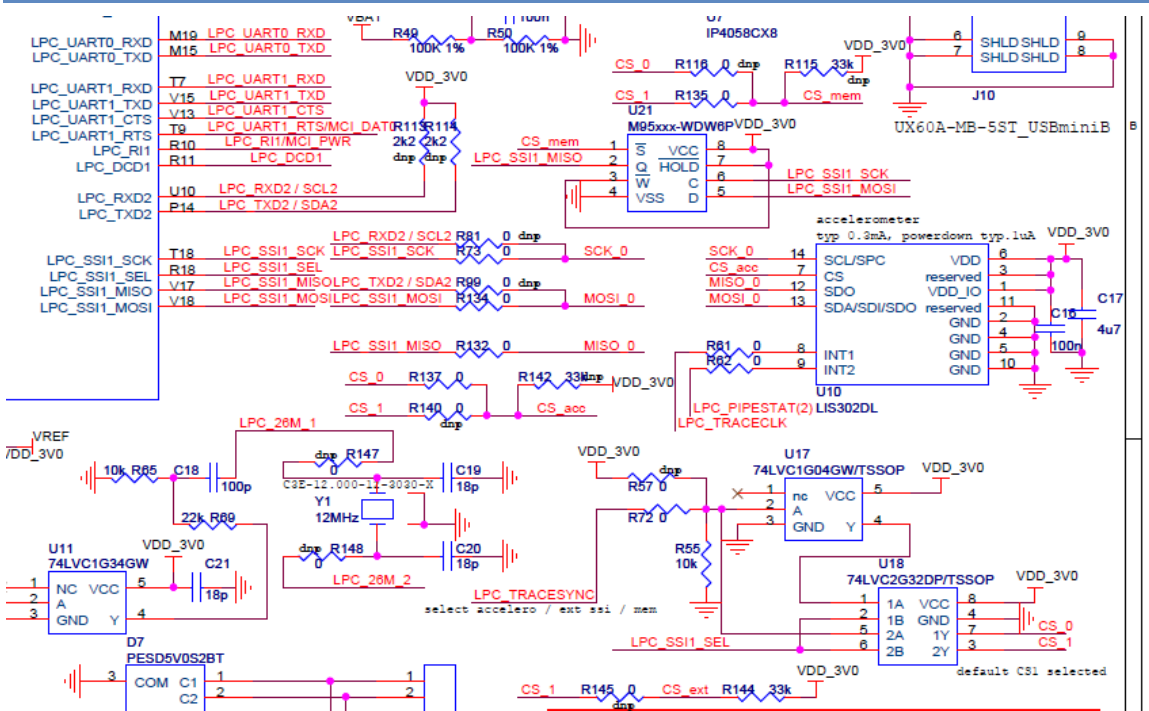 VBAT
M19 LPC_UART0_RXD
LPC_UART0_RXD
M15 LPC_UART0_TXD
LPC_UART0_TXD
T7 LPC_UART1_RXD
LPC_UART1_RXD
V15 LPC_UART1_TXD
LPC_UART1_TXD
V13 LPC_UART1_CTS
LPC_UART1_CTS
T9 LPC_UART1_RTS/MCI_DAT0
LPC_UART1_RTS
R10 LPC_RI1/MCI_PWR
LPC_RI1
R11 LPC_DCD1
LPC_DCD1
U10 LPC_RXD2 / SCL2
LPC_RXD2
P14 LPC_TXD2 / SDA2
LPC_TXD2
T18 LPC_SSI1_SCK
LPC_SSI1_SCK
R18 LPC_SSI1_SEL
LPC_SSI1_SEL
V17 LPC_SSI1_MISO
LPC_SSI1_MISO
V18 LPC_SSI1_MOSI
LPC_SSI1_MOSI
R49
100K 1%
R50
100K 1%
100n
VDD_3V0
R113
2k2
dnp
R114
2k2
dnp
U7
IP4058CX8
CS_0 R116 0 dnp
R115 33k
dnp
VDD_3V0
CS_1 R135 0
CS_mem
U21
M95xxx-WDW6P
VDD_3V0
CS_mem 1 S VCC 8
LPC_SSI1_MISO 2 Q HOLD 7
3 W C 6 LPC_SSI1_SCK
4 VSS D 5 LPC_SSI1_MOSI
6 SHLD SHLD 9
7 SHLD SHLD 8
J10
UX60A-MB-5ST_USBminiB
B
LPC_RXD2 / SCL2 R81 0 dnp
LPC_SSI1_SCK R73 0 SCK_0
LPC_TXD2 / SDA2 R99 0 dnp
LPC_SSI1_MOSI R134 0 MOSI_0
LPC_SSI1_MISO R132 0 MISO_0
CS_0 R137 0
R142 33k dnp VDD_3V0
CS_1 R140 0
dnp
CS_acc
accelerometer
typ 0.3mA, powerdown typ.1uA
VDD_3V0
SCK_0 14 SCL/SPC VDD 6
CS_acc 7 CS reserved 3
MISO_0 12 SDO VDD_IO 1
MOSI_0 13 SDA/SDI/SDO reserved 11
GND 2
GND 4
R61 0 8 INT1 GND 5
R62 0 9 INT2 GND 10
U10
LIS302DL
LPC_PIPESTAT(2)
LPC_TRACECLK
C16
100n
C17
4u7
VREF
VDD_3V0
10k R65 C18
100p
LPC_26M_1
22k R69
U11
74LVC1G34GW
VDD_3V0
1 NC VCC 5
2 A
3 GND Y 4
C21
18p
dnp R147
0
C3E-12.000-12-3030-X
Y1
12MHz
C19
18p
dnp R148
0
C20
18p
LPC_26M_2
LPC_TRACESYNC
select accelero / ext ssi / mem
VDD_3V0
dnp
R57 0
R72 0
R55
10k
U17
74LVC1G04GW/TSSOP
VDD_3V0
1 nc VCC 5
2 A
3 GND Y 4
U18
74LVC2G32DP/TSSOP
VDD_3V0
1 1A VCC 8
2 1B GND 4
5 2A 1Y 7 CS_0
6 2B 2Y 3 CS_1
LPC_SSI1_SEL
default CS1 selected
D7
PESD5V0S2BT
3 COM C1 1
C2 2
1
2
CS_1 R145 0
dnp
CS_ext R144 33k
VDD_3V0